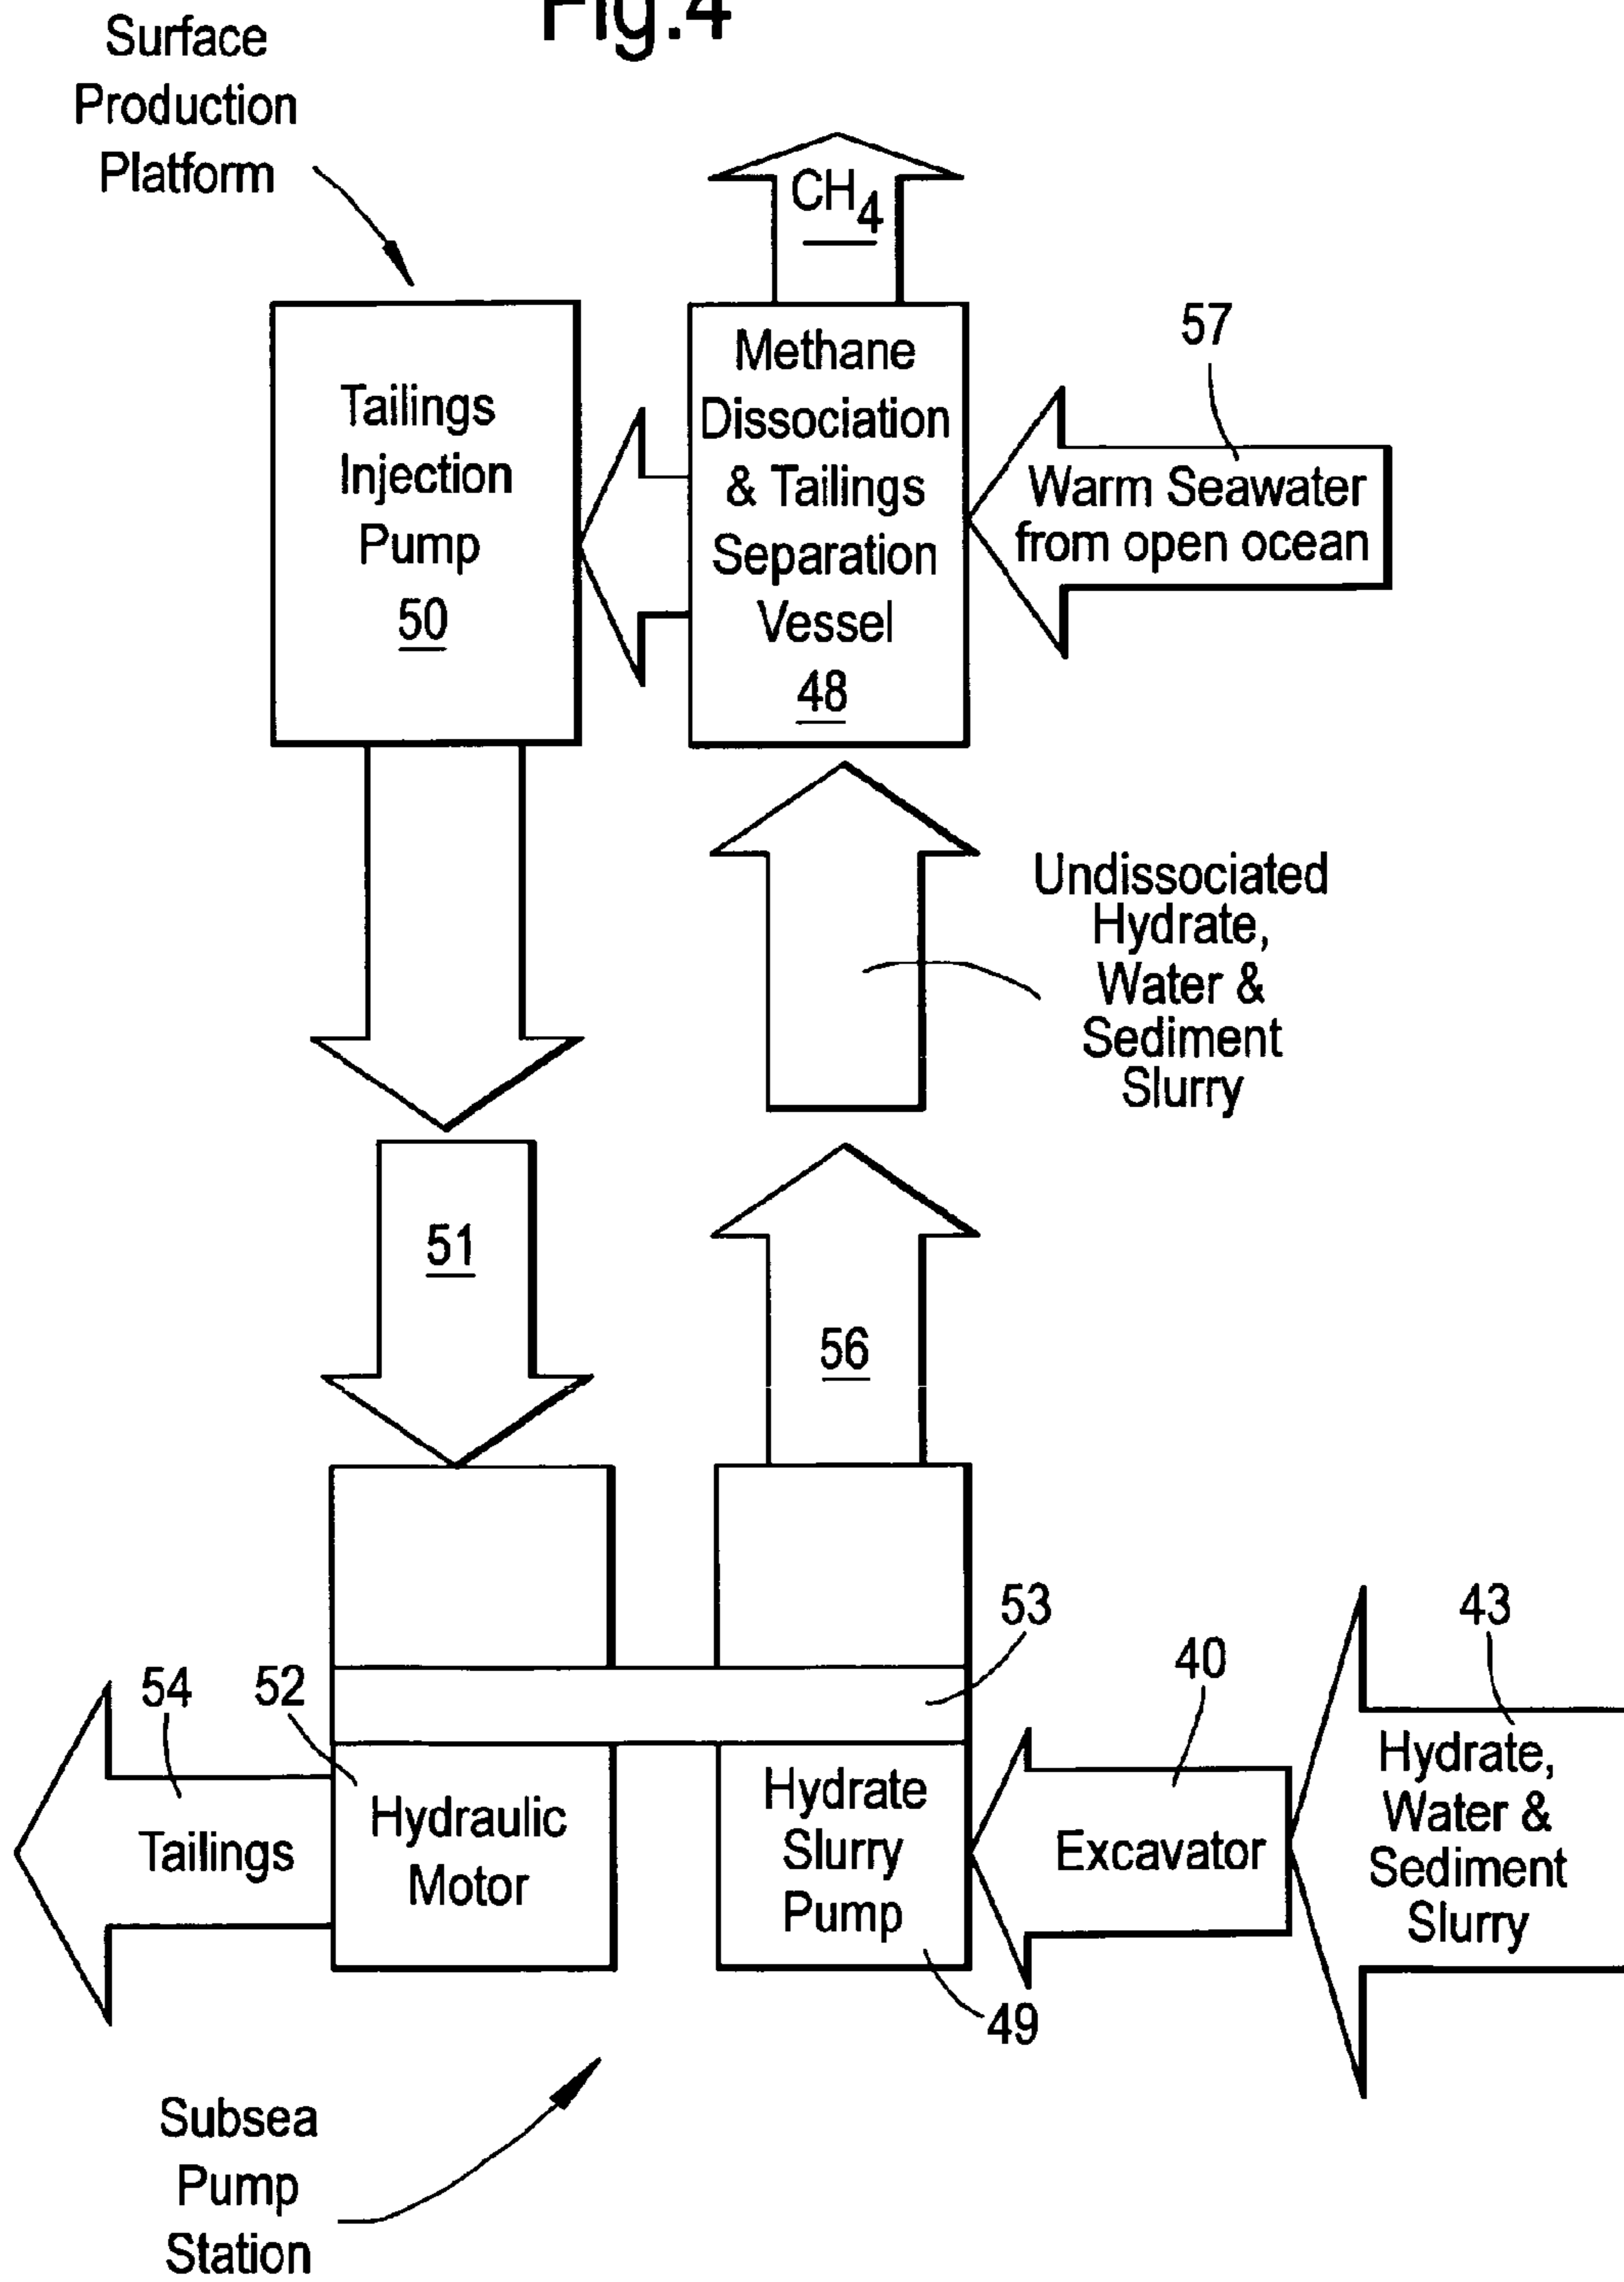 Fig.4
Surface
Production
Platform
CH4
57
Methane
Dissociation
& Tailings
Separation
Vessel
48
Tailings
Injection
Pump
50
Warm Seawater
from open ocean
Undissociated
Hydrate,
Water &
Sediment
Slurry
51
56
53
43
40
54
52
Hydrate,
Water &
Sediment
Slurry
Hydrate
Slurry
Pump
Hydraulic
Motor
Tailings
Excavator
49
Subsea
Pump
Station